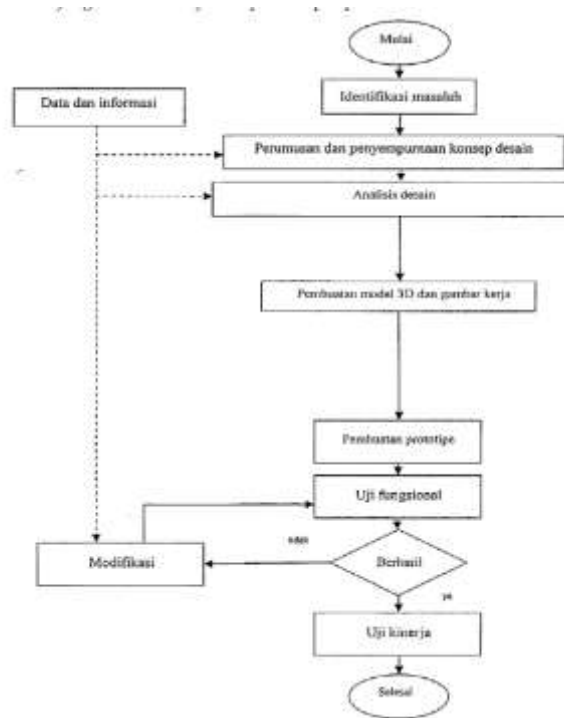 Mulai
Identifikasi masalah
Data dan informasi
Perumusan dan penyempurnaan konsep desain
Analisis desain
Pembuatan model 3D dan gambar kerja
Pembuatan prototipe
Uji fungsional
tidak
Modifikasi
Berhasil
ya
Uji kinerja
Selesai